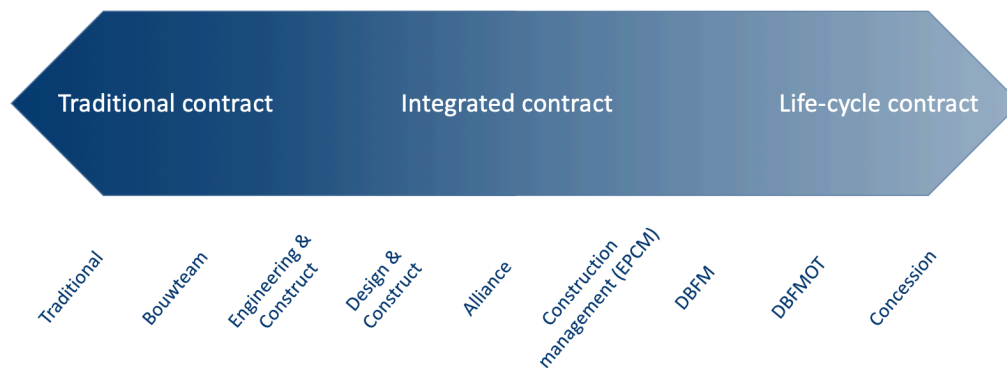 Traditional contract
Integrated contract
Life-cycle contract
Traditional
Bouwteam
Engineering &
Construct
Design &
Construct
Alliance
Construction
management (EPCM)
DBFM
DBFMOT
Concession